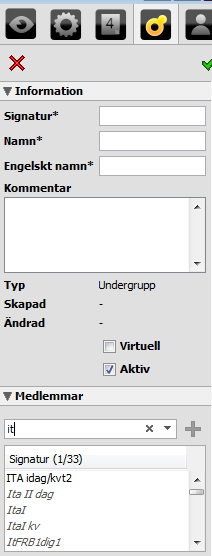 4
Information
Signatur*
Namn*
Engelskt namn*
Kommentar
Typ Undergrupp
Skapad -
Ändrad -
Virtuell
Aktiv
Medlemmar
it
Signatur (1/33)
ITA idag/kvt2
Ita II dag
ItaI
ItaI kv
ItFRB1dig1